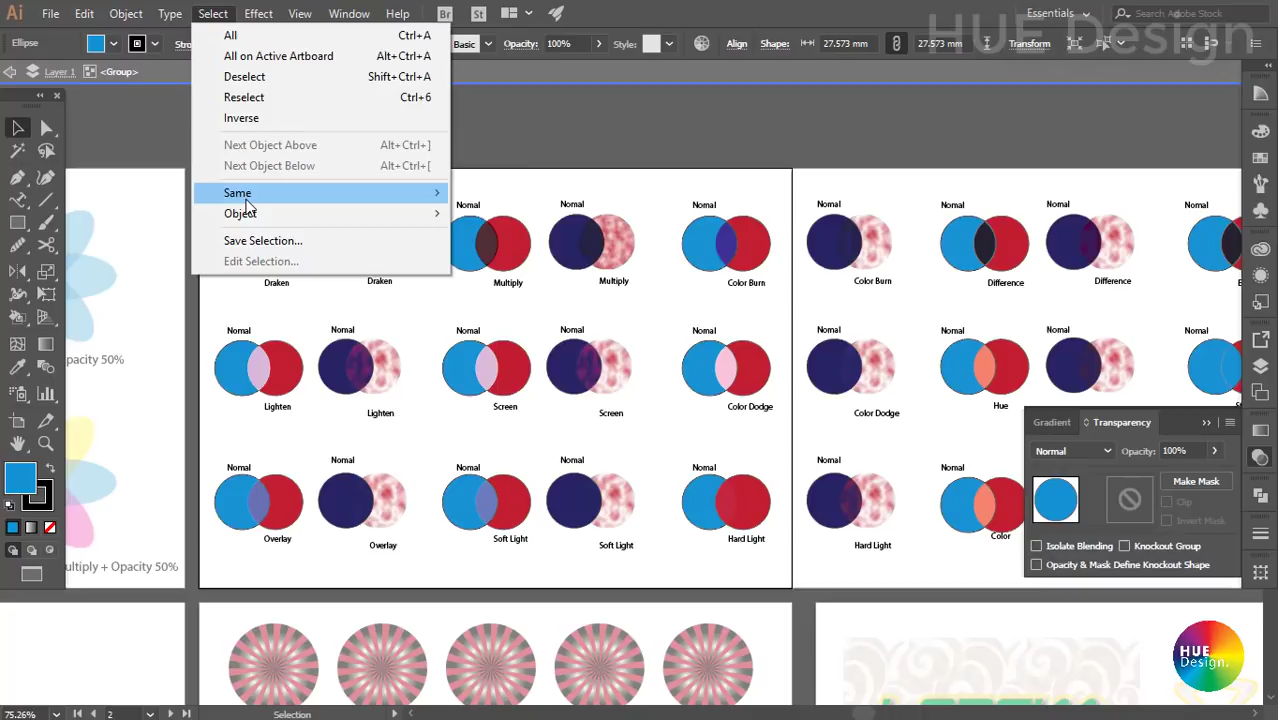 Ai File Edit Object Type Select Effect View Window Help Br St Essentials Search Adobe Stock
HUE Design
Ellipse Stro Basic Opacity: 100% Style: Align Shape: 27.573 mm 27.573 mm Transform
Layer 1 <Group>
All Ctrl+A
All on Active Artboard Alt+Ctrl+A
Deselect Shift+Ctrl+A
Reselect Ctrl+6
Inverse
Next Object Above Alt+Ctrl+]
Next Object Below Alt+Ctrl+[
Same
Object
Save Selection...
Edit Selection...
Normal Normal Normal Normal Normal Normal
Draken Draken Multiply Multiply Color Burn Color Burn Difference Difference E
Normal Normal Normal Normal Normal Normal Normal Normal Normal
Lighten Lighten Screen Screen Color Dodge Color Dodge Hue
pacity 50%
Normal Normal Normal Normal Normal Normal Normal
Overlay Overlay Soft Light Soft Light Hard Light Hard Light Color
ultiply + Opacity 50%
Gradient Transparency
Normal Opacity: 100%
Make Mask
Clip
Invert Mask
Isolate Blending Knockout Group
Opacity & Mask Define Knockout Shape
HUE
Design.
75.26% 2 Selection